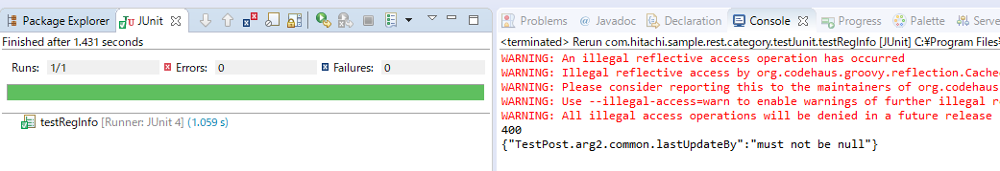 Package Explorer JUnit
Finished after 1.431 seconds
Runs: 1/1 Errors: 0 Failures: 0
testRegInfo [Runner: JUnit 4] (1.059 s)
Problems @ Javadoc Declaration Console Progress Palette Serve
<terminated> Rerun com.hitachi.sample.rest.category.testJunit.testRegInfo [JUnit] C:¥Program Files¥
WARNING: An illegal reflective access operation has occurred
WARNING: Illegal reflective access by org.codehaus.groovy.reflection.Cache
WARNING: Please consider reporting this to the maintainers of org.codehaus
WARNING: Use --illegal-access=warn to enable warnings of further illegal r
WARNING: All illegal access operations will be denied in a future release
400
{"TestPost.arg2.common.lastUpdateBy":"must not be null"}